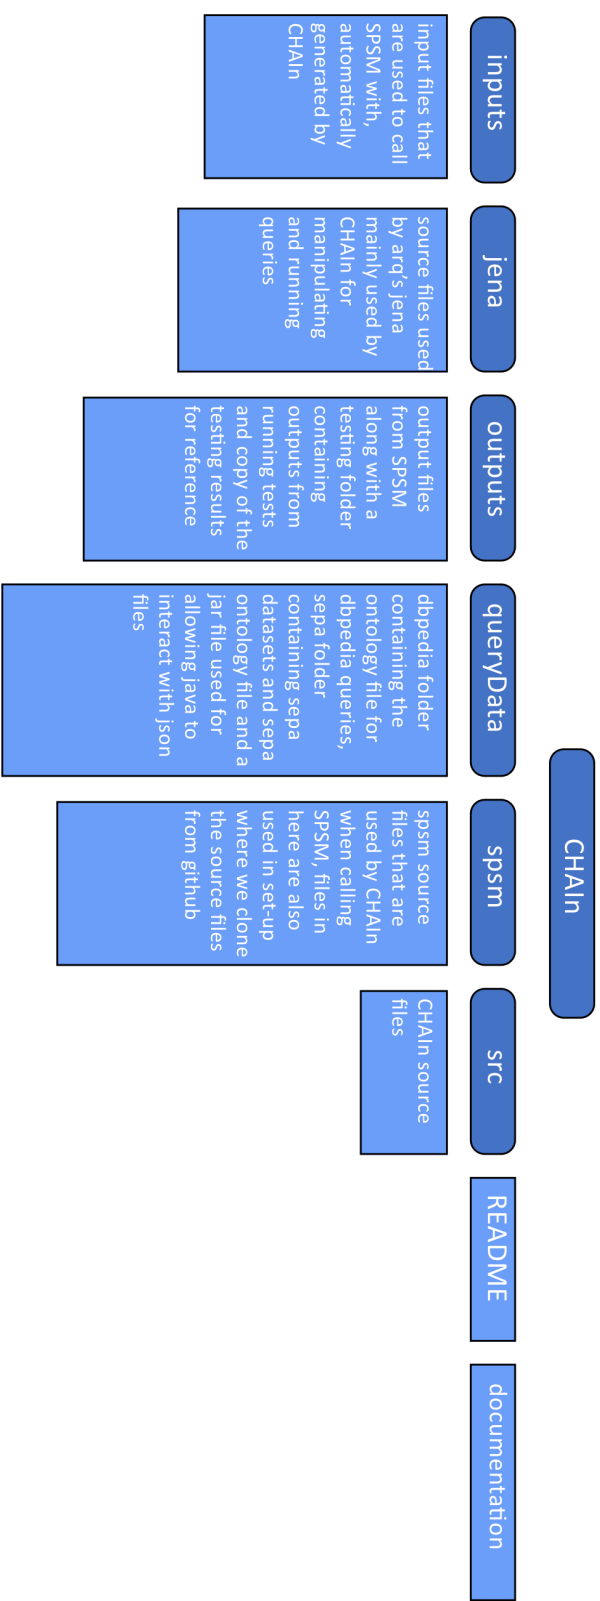 CHAIn
inputs
jena
outputs
queryData
spsm
src
README
documentation
input files that
are used to call
SPSM with,
automatically
generated by
CHAIn
source files used
by arq's jena
mainly used by
CHAIn for
manipulating
and running
queries
output files
from SPSM
along with a
testing folder
containing
outputs from
running tests
and copy of the
testing results
for reference
dbpedia folder
containing the
ontology file for
dbpedia queries,
sepa folder
containing sepa
datasets and sepa
ontology file and a
jar file used for
allowing java to
interact with json
files
spsm source
files that are
used by CHAIn
when calling
SPSM, files in
here are also
used in set-up
where we clone
the source files
from github
CHAIn source
files